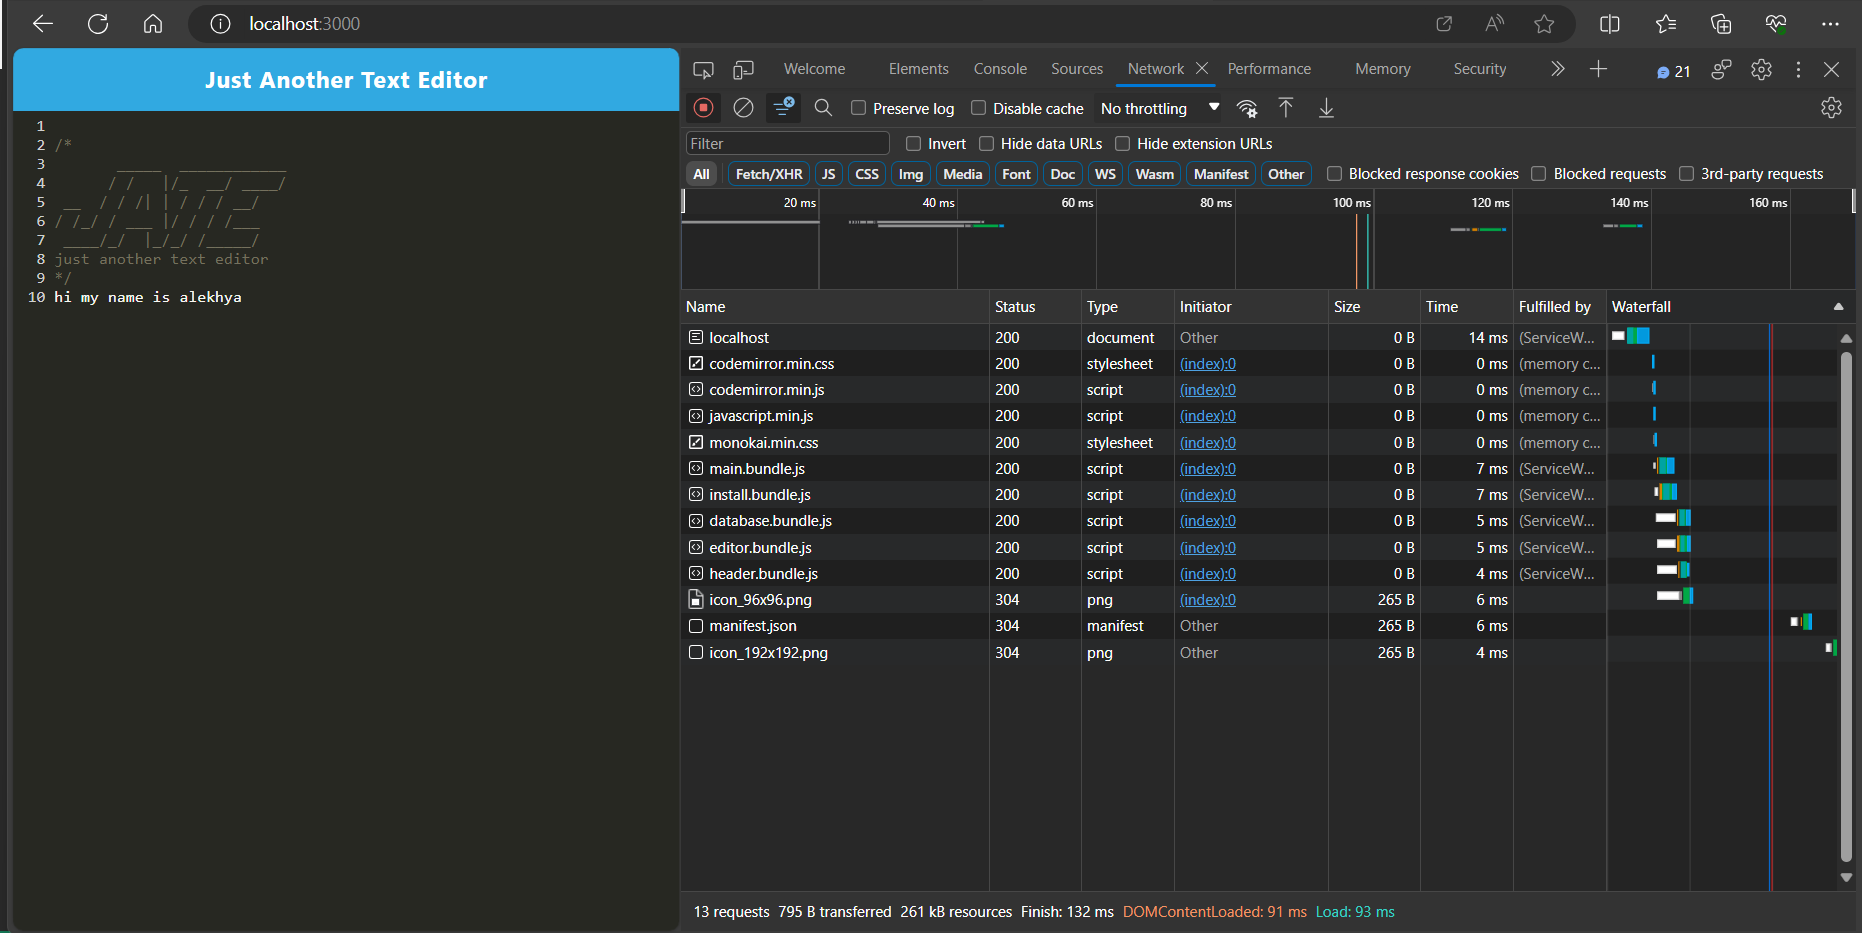 localhost:3000
Just Another Text Editor
1
2 /*
3      _____  ____________
4      / /   |/_  __/ ____/
5 __  / / /| | / / / __/
6 / /_/ / ___ |/ / / /___
7 ____/_/  |_/_/ /_____/
8 just another text editor
9 */
10 hi my name is alekhya
Welcome Elements Console Sources Network Performance Memory Security 21
Preserve log Disable cache No throttling
Filter Invert Hide data URLs Hide extension URLs
All Fetch/XHR JS CSS Img Media Font Doc WS Wasm Manifest Other Blocked response cookies Blocked requests 3rd-party requests
20 ms 40 ms 60 ms 80 ms 100 ms 120 ms 140 ms 160 ms
Name Status Type Initiator Size Time Fulfilled by Waterfall
localhost 200 document Other 0 B 14 ms (ServiceW...
codemirror.min.css 200 stylesheet (index):0 0 B 0 ms (memory c...
codemirror.min.js 200 script (index):0 0 B 0 ms (memory c...
javascript.min.js 200 script (index):0 0 B 0 ms (memory c...
monokai.min.css 200 stylesheet (index):0 0 B 0 ms (memory c...
main.bundle.js 200 script (index):0 0 B 7 ms (ServiceW...
install.bundle.js 200 script (index):0 0 B 7 ms (ServiceW...
database.bundle.js 200 script (index):0 0 B 5 ms (ServiceW...
editor.bundle.js 200 script (index):0 0 B 5 ms (ServiceW...
header.bundle.js 200 script (index):0 0 B 4 ms (ServiceW...
icon_96x96.png 304 png (index):0 265 B 6 ms
manifest.json 304 manifest Other 265 B 6 ms
icon_192x192.png 304 png Other 265 B 4 ms
13 requests 795 B transferred 261 kB resources Finish: 132 ms DOMContentLoaded: 91 ms Load: 93 ms